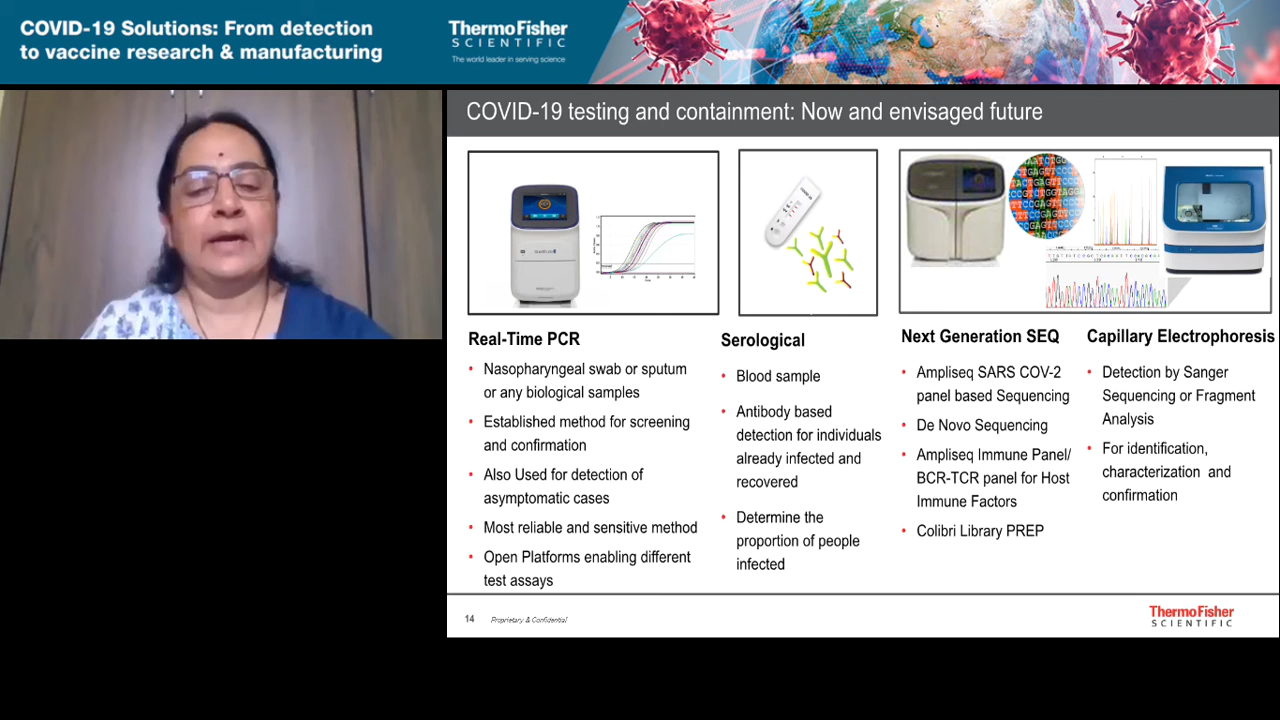 COVID-19 Solutions: From detection
to vaccine research & manufacturing
ThermoFisher
SCIENTIFIC
The world leader in serving science
COVID-19 testing and containment: Now and envisaged future
Real-Time PCR
• Nasopharyngeal swab or sputum
or any biological samples
• Established method for screening
and confirmation
• Also Used for detection of
asymptomatic cases
• Most reliable and sensitive method
• Open Platforms enabling different
test assays
Serological
• Blood sample
• Antibody based
detection for individuals
already infected and
recovered
• Determine the
proportion of people
infected
Next Generation SEQ
• Ampliseq SARS COV-2
panel based Sequencing
• De Novo Sequencing
• Ampliseq Immune Panel/
BCR-TCR panel for Host
Immune Factors
• Colibri Library PREP
Capillary Electrophoresis
• Detection by Sanger
Sequencing or Fragment
Analysis
• For identification,
characterization and
confirmation
14
Proprietary & Confidential
ThermoFisher
SCIENTIFIC